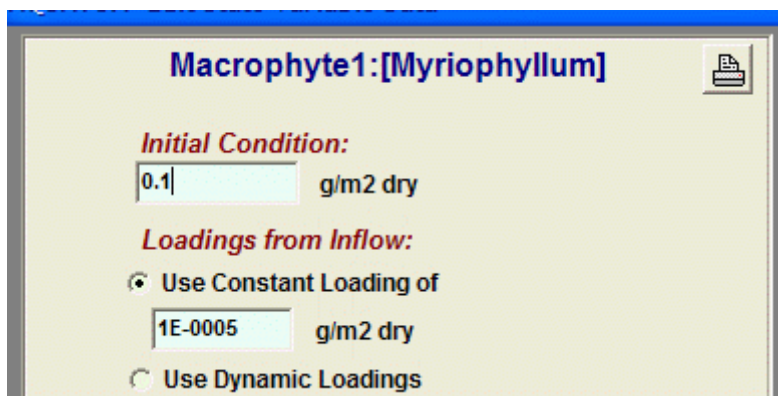 Macrophyte1:[Myriophyllum]
Initial Condition:
0.1
g/m2 dry
Loadings from Inflow:
Use Constant Loading of
1E-0005
g/m2 dry
Use Dynamic Loadings